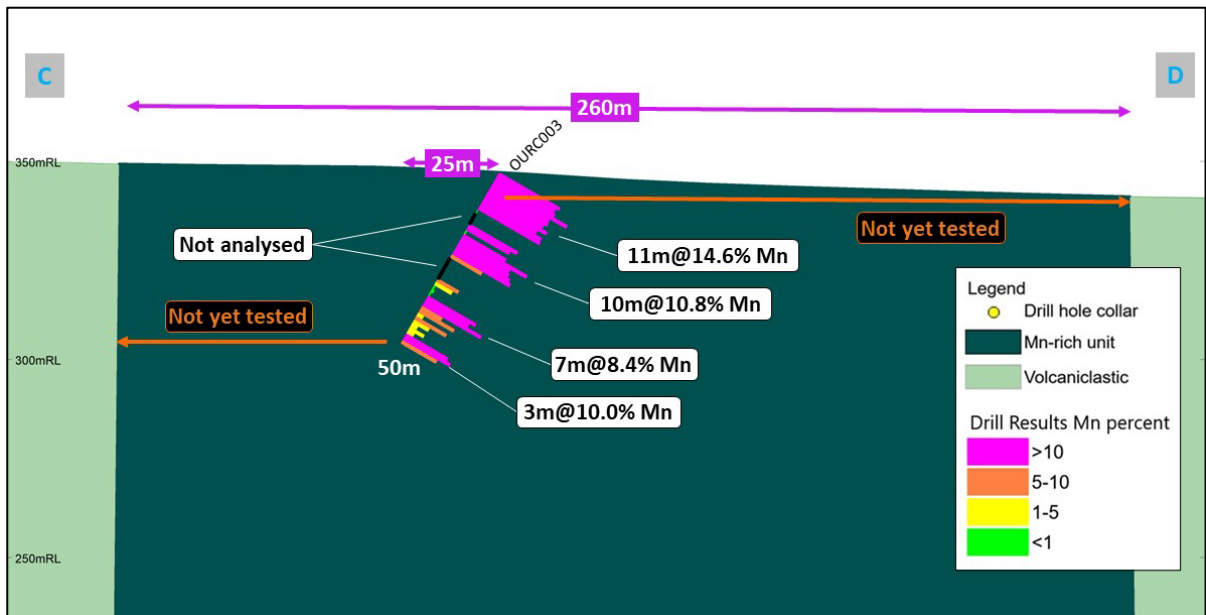 C
D
260m
OURC003
350mRL
25m
Not yet tested
Not analysed
11m@14.6% Mn
10m@10.8% Mn
Not yet tested
300mRL
50m
7m@8.4% Mn
3m@10.0% Mn
250mRL
Legend
Drill hole collar
Mn-rich unit
Volcaniclastic
Drill Results Mn percent
>10
5-10
1-5
<1